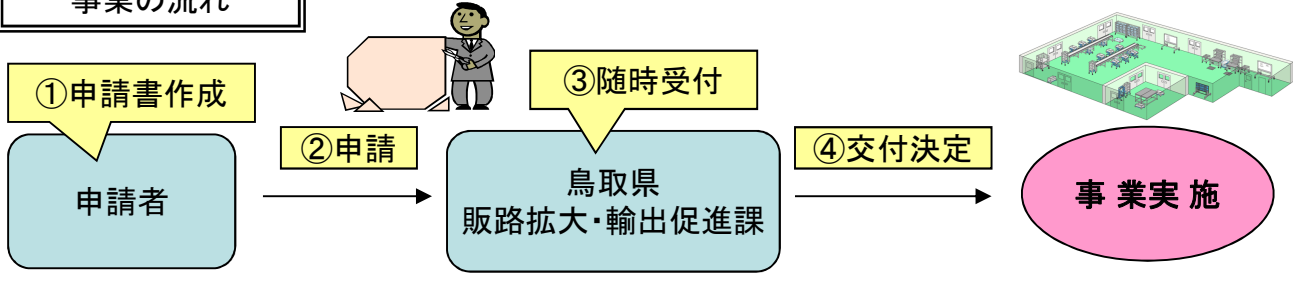 事業の流れ
①申請書作成
申請者
②申請
③随時受付
鳥取県
販路拡大・輸出促進課
④交付決定
事 業実 施